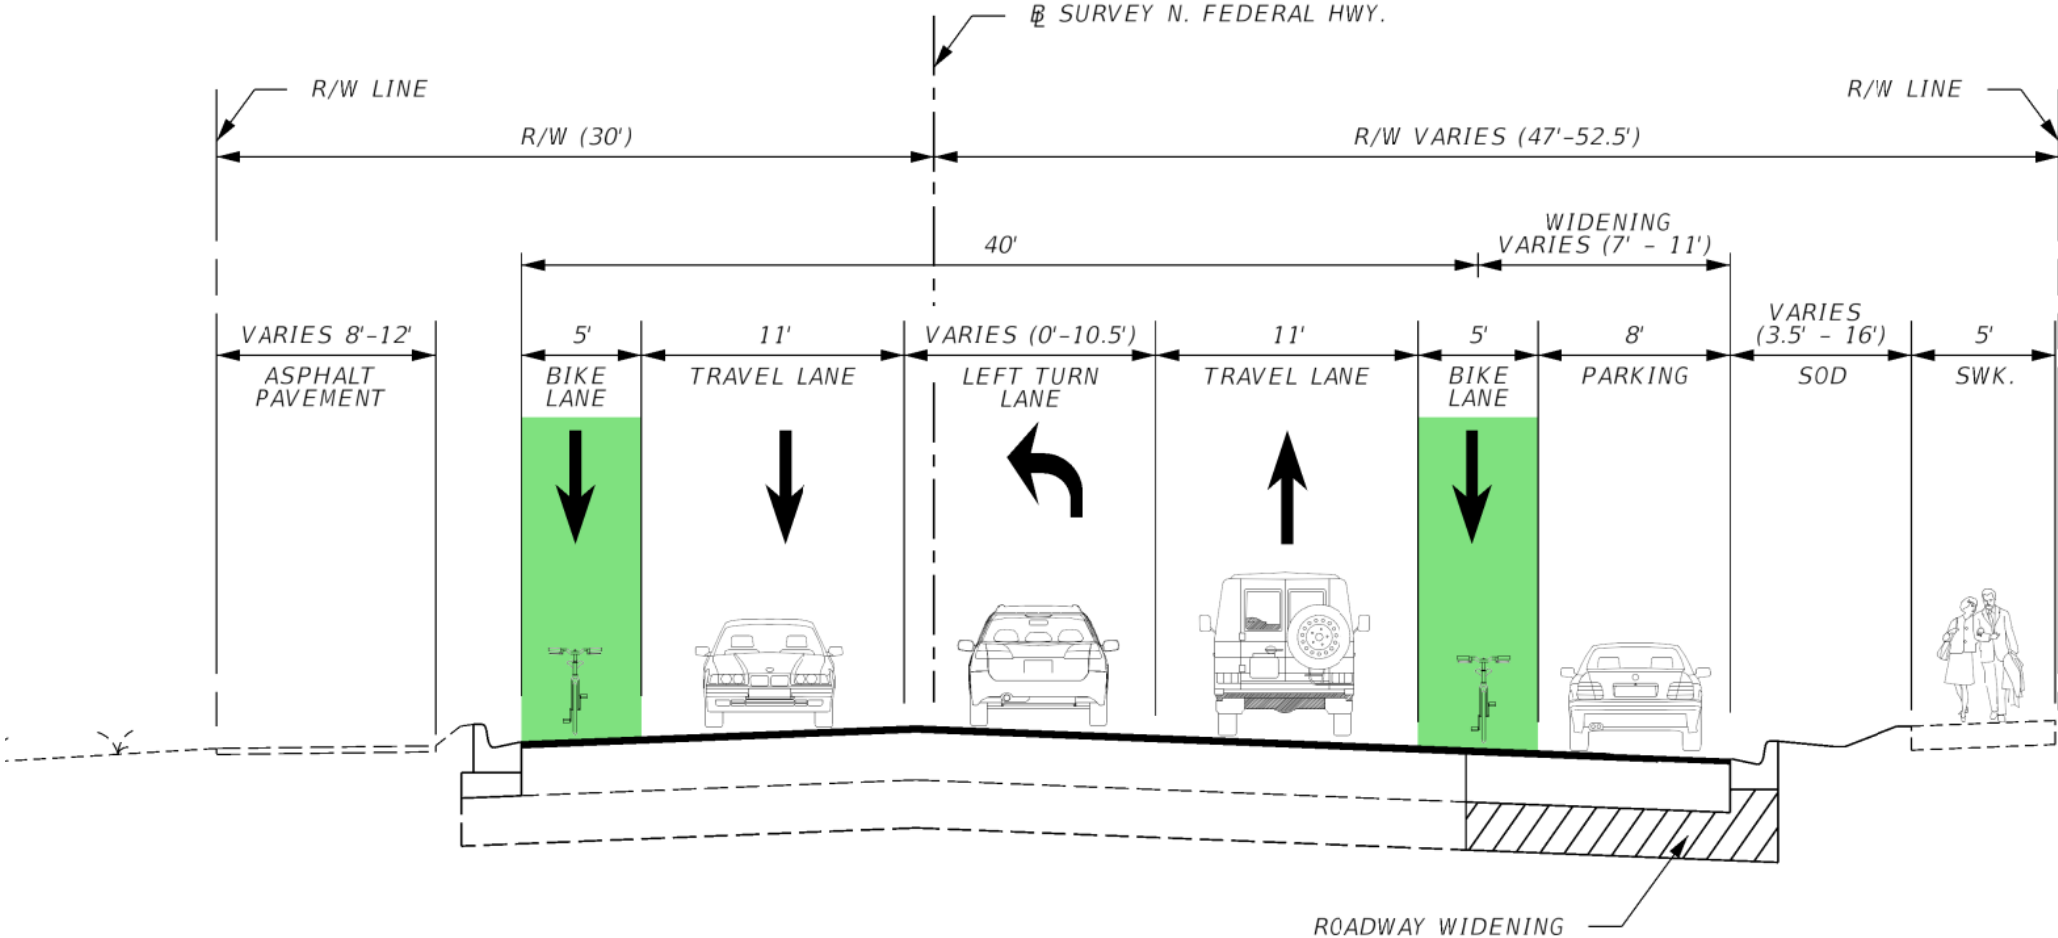 ℄ SURVEY N. FEDERAL HWY.
R/W LINE
R/W LINE
R/W (30')
R/W VARIES (47'-52.5')
40'
WIDENING
VARIES (7' - 11')
VARIES 8'-12'
5'
11'
VARIES (0'-10.5')
11'
5'
8'
VARIES
(3.5' - 16')
5'
ASPHALT
PAVEMENT
BIKE
LANE
TRAVEL LANE
LEFT TURN
LANE
TRAVEL LANE
BIKE
LANE
PARKING
SOD
SWK.
ROADWAY WIDENING